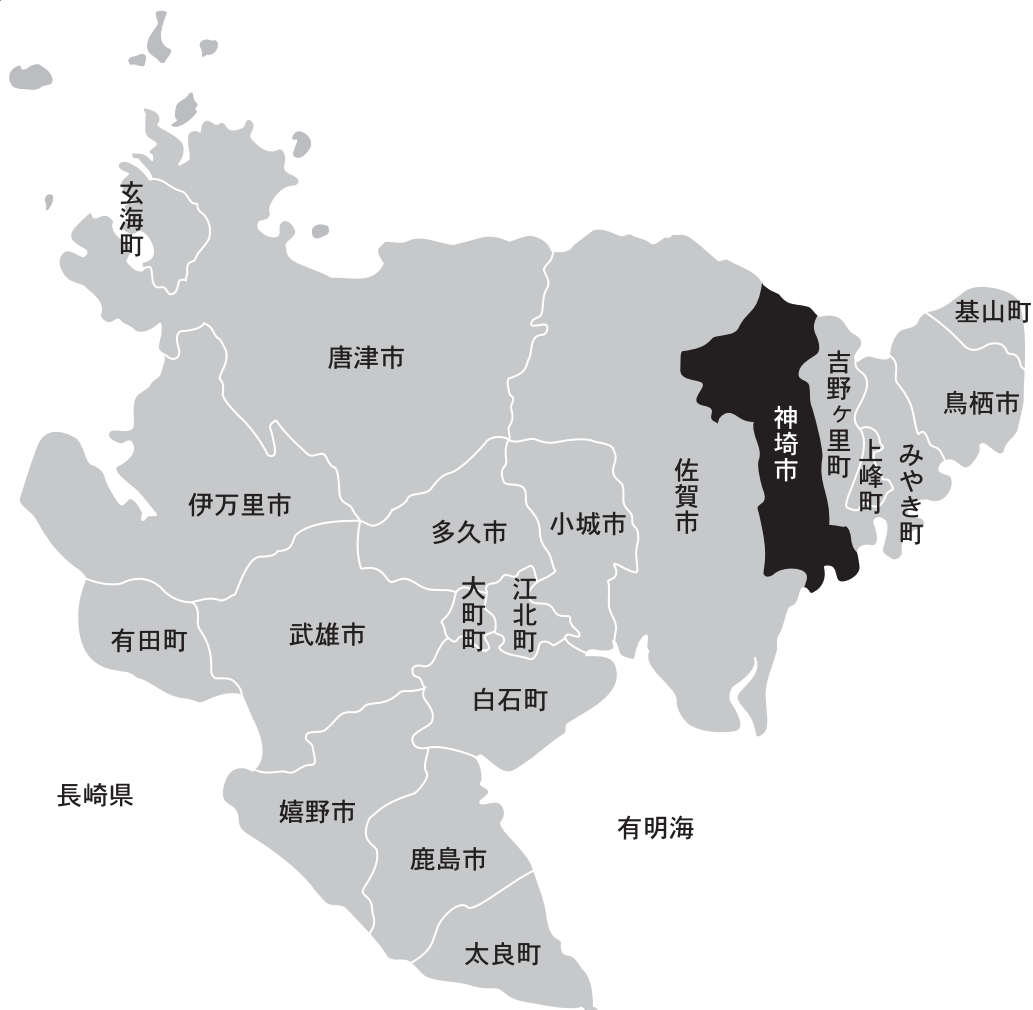 玄海町
唐津市
基山町
鳥栖市
吉野ヶ里町
神埼市
上峰町
みやき町
佐賀市
伊万里市
多久市
小城市
大町町
江北町
有田町
武雄市
白石町
長崎県
嬉野市
有明海
鹿島市
太良町